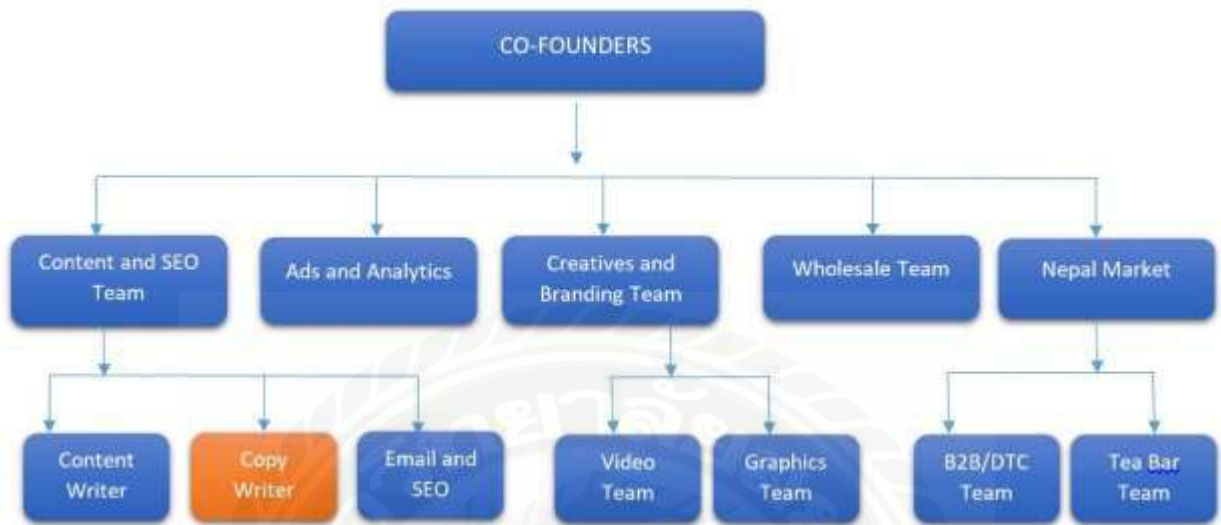 CO-FOUNDERS
Content and SEO
Team
Ads and Analytics
Creatives and
Branding Team
Wholesale Team
Nepal Market
Content
Writer
Copy
Writer
Email and
SEO
Video
Team
Graphics
Team
B2B/DTC
Team
Tea Bar
Team